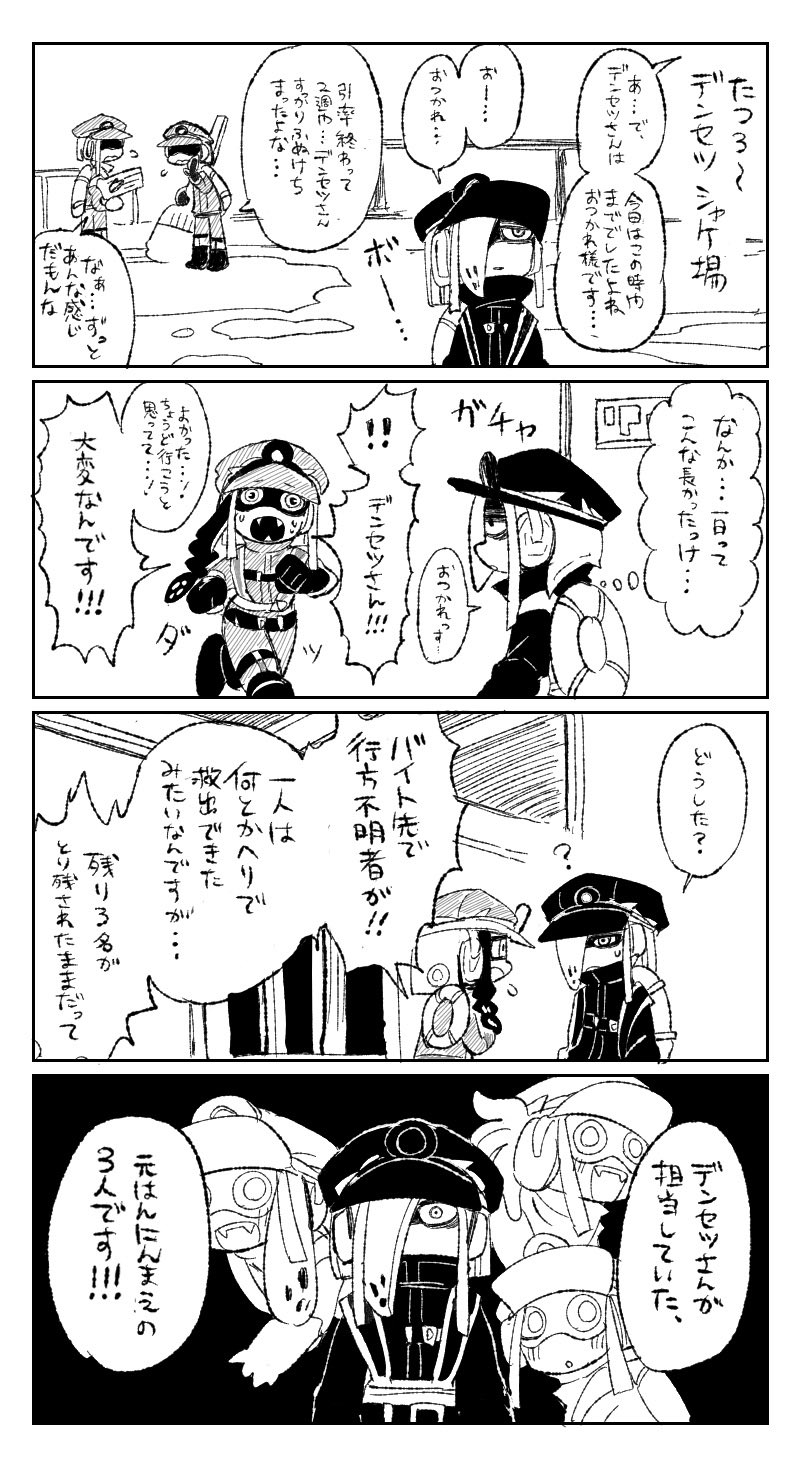 たつろ〜
デンセツシャケ場
あ…で、
デンセツさんは
今日はこの時間
まででしたよね
おつかれ様です…
おー…
おつかれ…
ボー…
引率終わって
2週間…デンセツさん
すっかりふぬけち
まったよな…
なぁ…ずっと
あんな感じ
だもんな
なんか…一日って
こんな長かったっけ…
ガチャ
おつかれっす…
!!
デンセツさん!!!
よかった…!
ちょうど行こうと
思ってて…!
大変なんです!!!
ダッ
どうした?
?
バイト先で
行方不明者が!!
一人は
何とかヘリで
救出できた
みたいなんですが…
残り3名が
とり残されたままだって
デンセツさんが
担当していた、
元はんにんまえの
3人です!!!